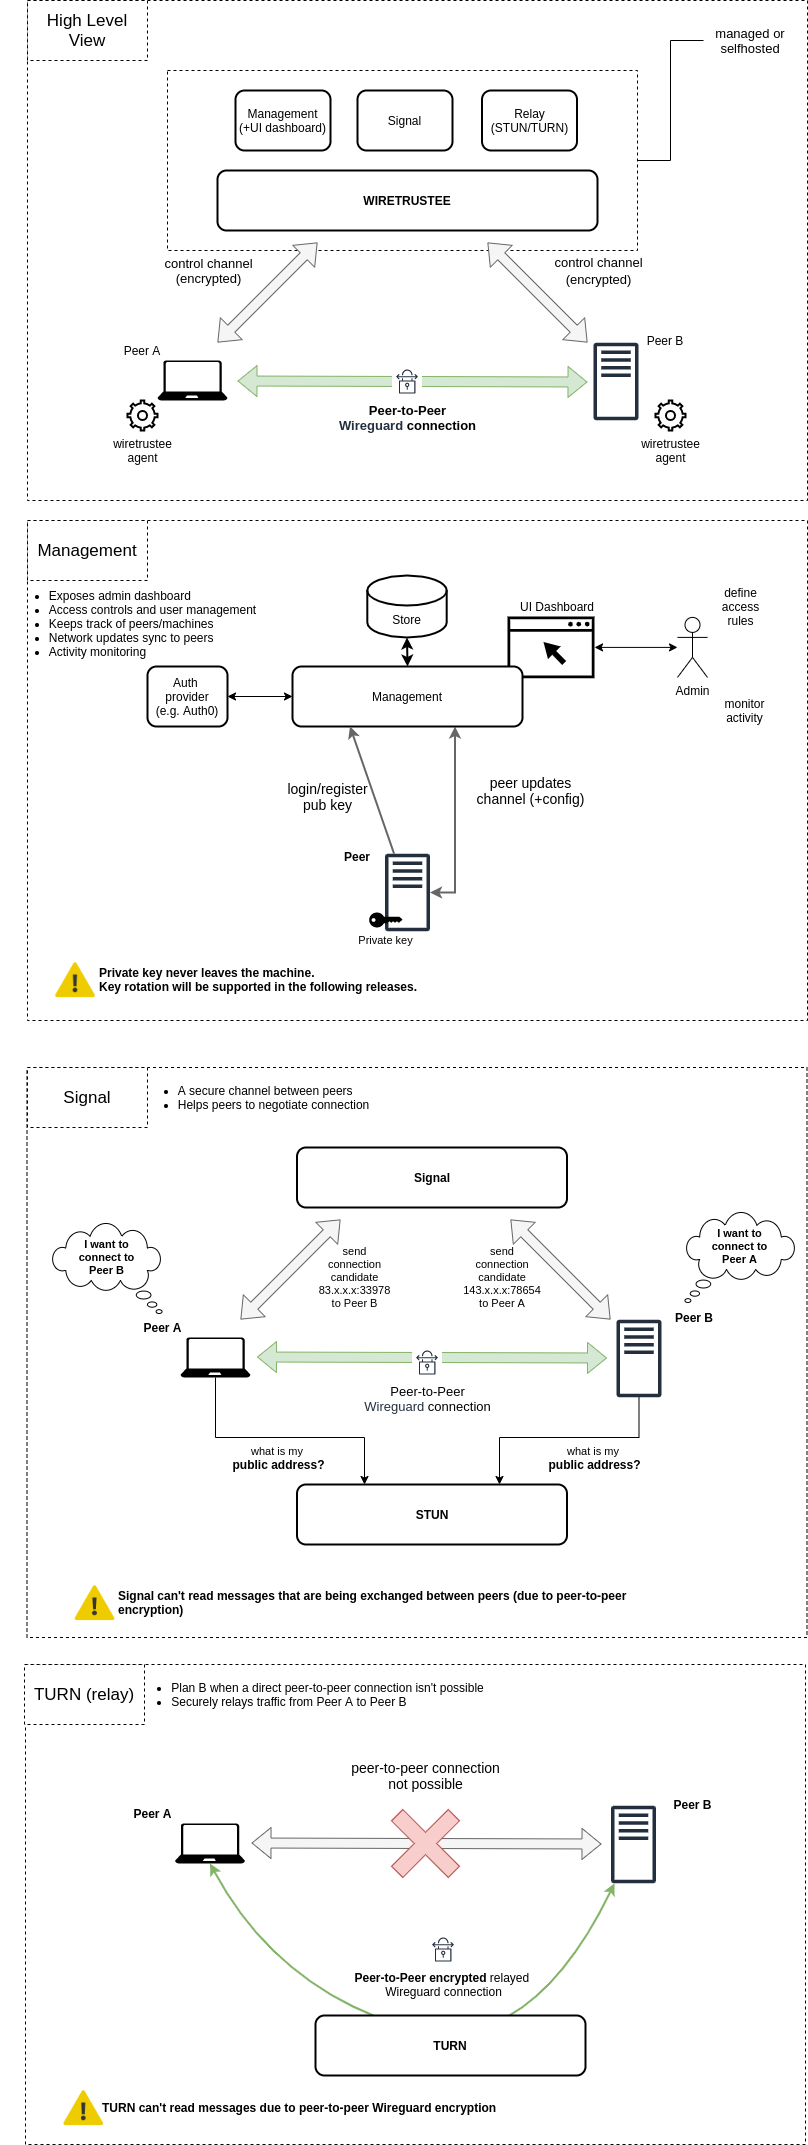 High Level
View
managed or
selfhosted
Management
(+UI dashboard)
Signal
Relay
(STUN/TURN)
WIRETRUSTEE
control channel
(encrypted)
control channel
(encrypted)
Peer A
Peer B
Peer-to-Peer
Wireguard connection
wiretrustee
agent
wiretrustee
agent
Management
Exposes admin dashboard
Access controls and user management
Keeps track of peers/machines
Network updates sync to peers
Activity monitoring
Store
UI Dashboard
define
access
rules
Auth
provider
(e.g. Auth0)
Management
Admin
monitor
activity
login/register
pub key
peer updates
channel (+config)
Peer
Private key
Private key never leaves the machine.
Key rotation will be supported in the following releases.
Signal
A secure channel between peers
Helps peers to negotiate connection
Signal
I want to
connect to
Peer B
I want to
connect to
Peer A
send
connection
candidate
83.x.x.x:33978
to Peer B
send
connection
candidate
143.x.x.x:78654
to Peer A
Peer A
Peer B
Peer-to-Peer
Wireguard connection
what is my
public address?
what is my
public address?
STUN
Signal can't read messages that are being exchanged between peers (due to peer-to-peer
encryption)
TURN (relay)
Plan B when a direct peer-to-peer connection isn't possible
Securely relays traffic from Peer A to Peer B
peer-to-peer connection
not possible
Peer A
Peer B
Peer-to-Peer encrypted relayed
Wireguard connection
TURN
TURN can't read messages due to peer-to-peer Wireguard encryption